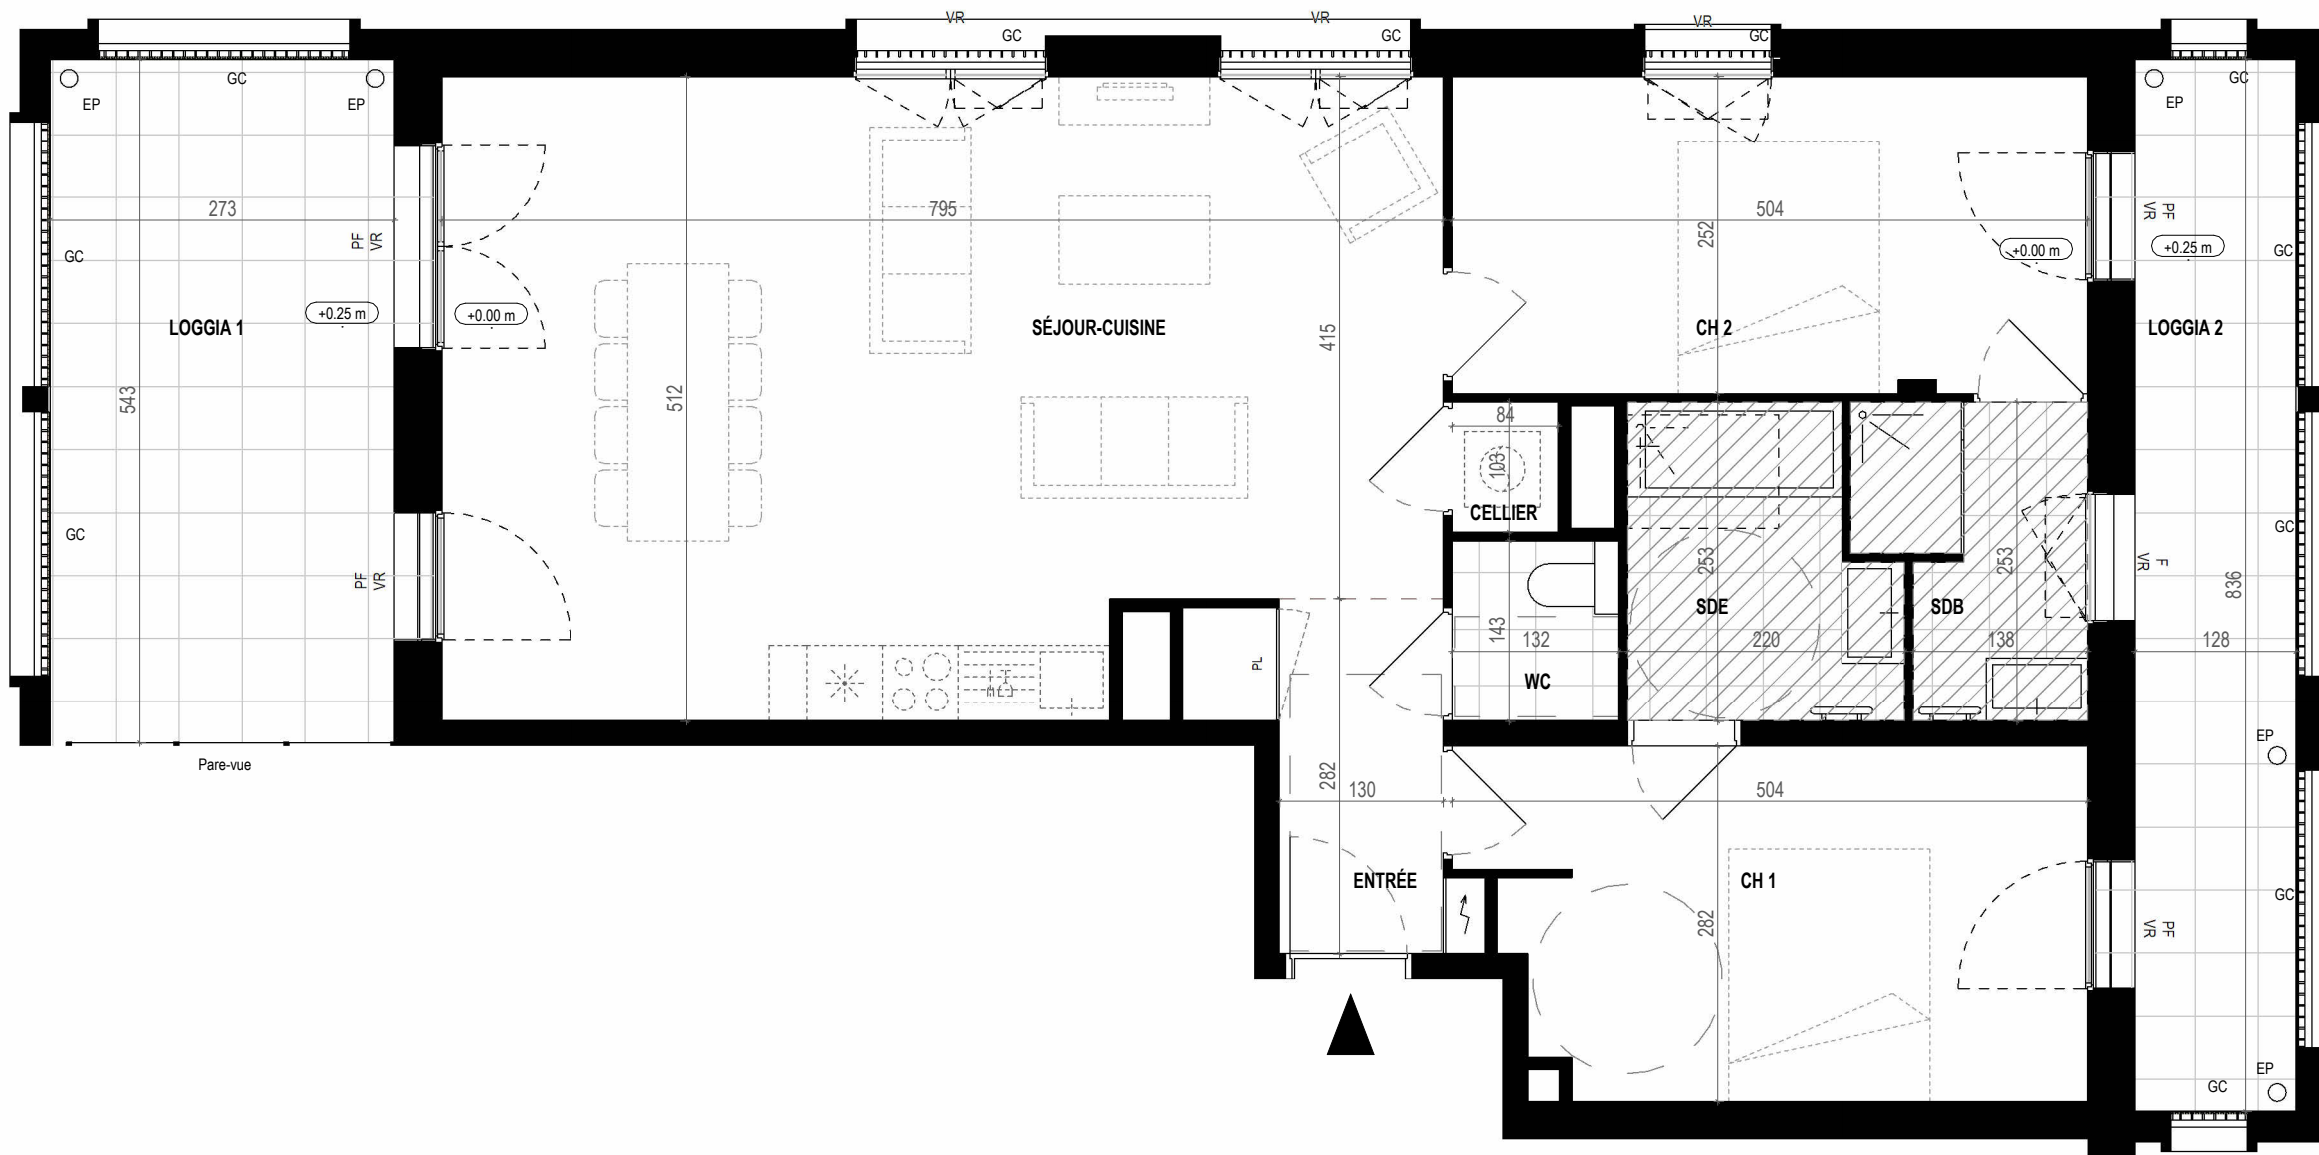 VR
VR
VR
GC
GC
GC
GC
GC
EP
EP
EP
273
795
504
252
PF
VR
PF
VR
GC
GC
+0.00 m
+0.25 m
+0.25 m
+0.00 m
LOGGIA 1
SÉJOUR-CUISINE
415
CH 2
LOGGIA 2
543
512
84
103
CELLIER
GC
GC
253
253
F
VR
PF
VR
836
SDE
SDB
143
132
220
138
128
PL
WC
Pare-vue
EP
282
130
504
ENTRÉE
CH 1
GC
282
PF
VR
EP
GC